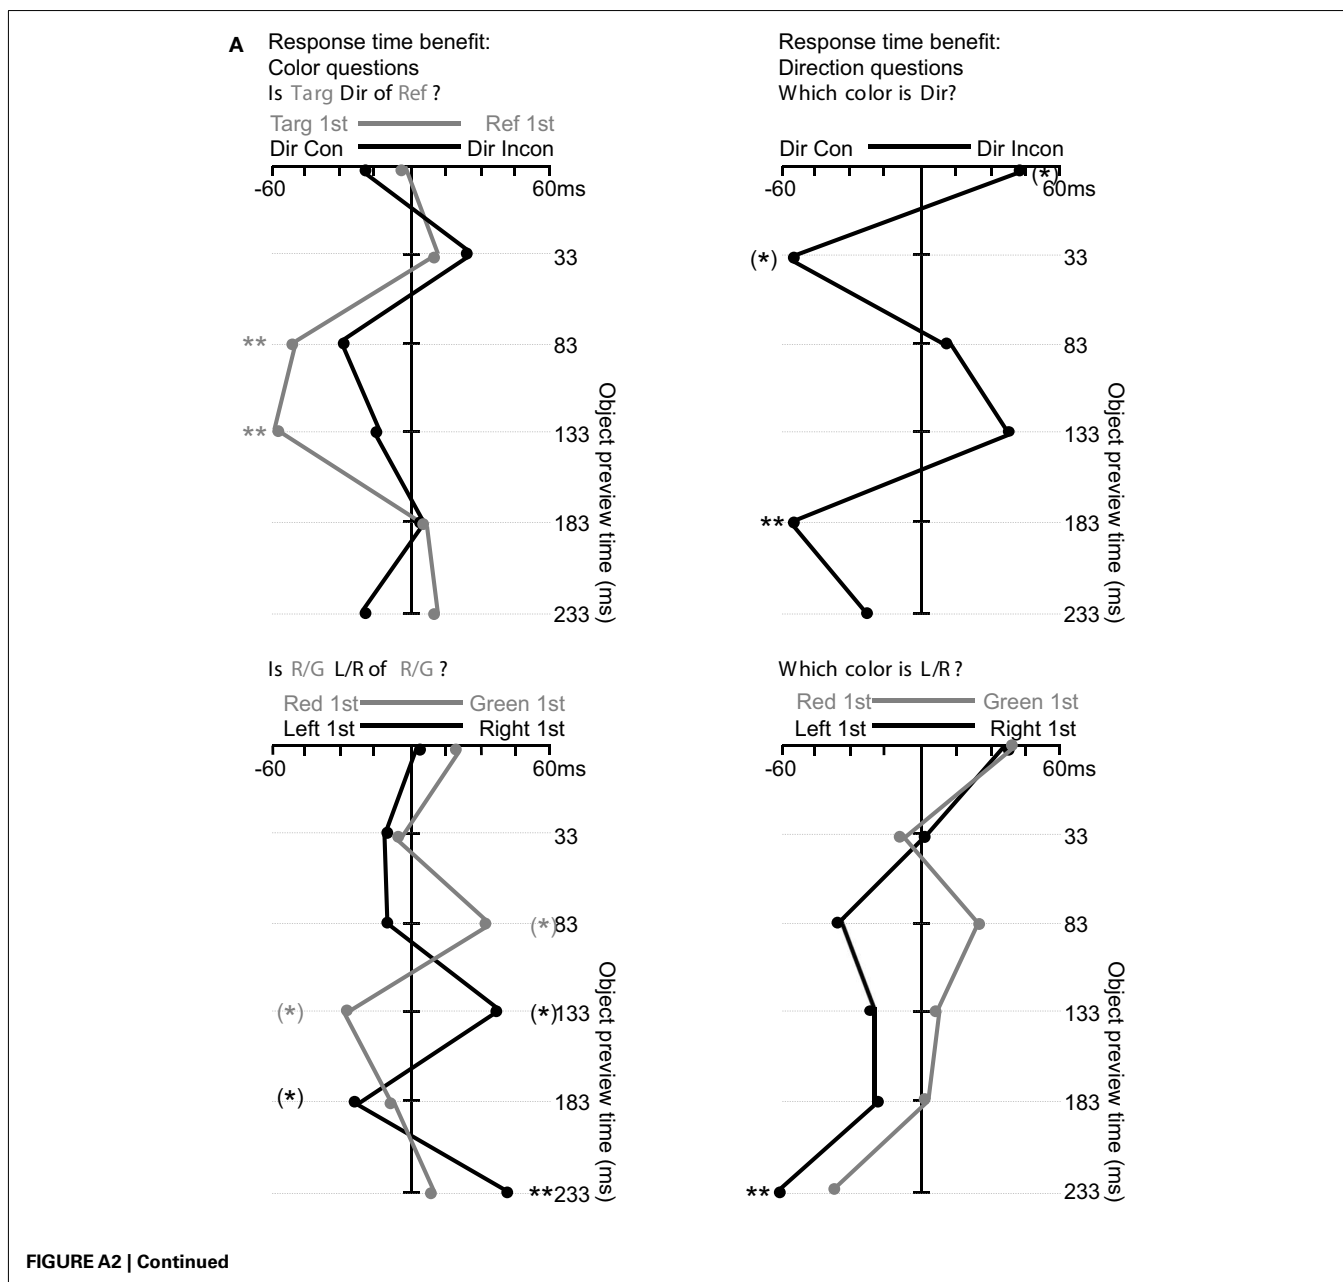 A Response time benefit:
Color questions
Is Targ Dir of Ref ?
Targ 1st Ref 1st
Dir Con Dir Incon
-60 60ms
33
** 83
** 133
183
233
Object preview time (ms)
Response time benefit:
Direction questions
Which color is Dir?
Dir Con Dir Incon
(*)
-60 60ms
(*) 33
83
133
** 183
233
Object preview time (ms)
Is R/G L/R of R/G ?
Red 1st Green 1st
Left 1st Right 1st
-60 60ms
33
(*) 83
(*) (*) 133
(*) 183
** 233
Object preview time (ms)
Which color is L/R ?
Red 1st Green 1st
Left 1st Right 1st
-60 60ms
33
83
133
183
** 233
Object preview time (ms)
FIGURE A2 | Continued